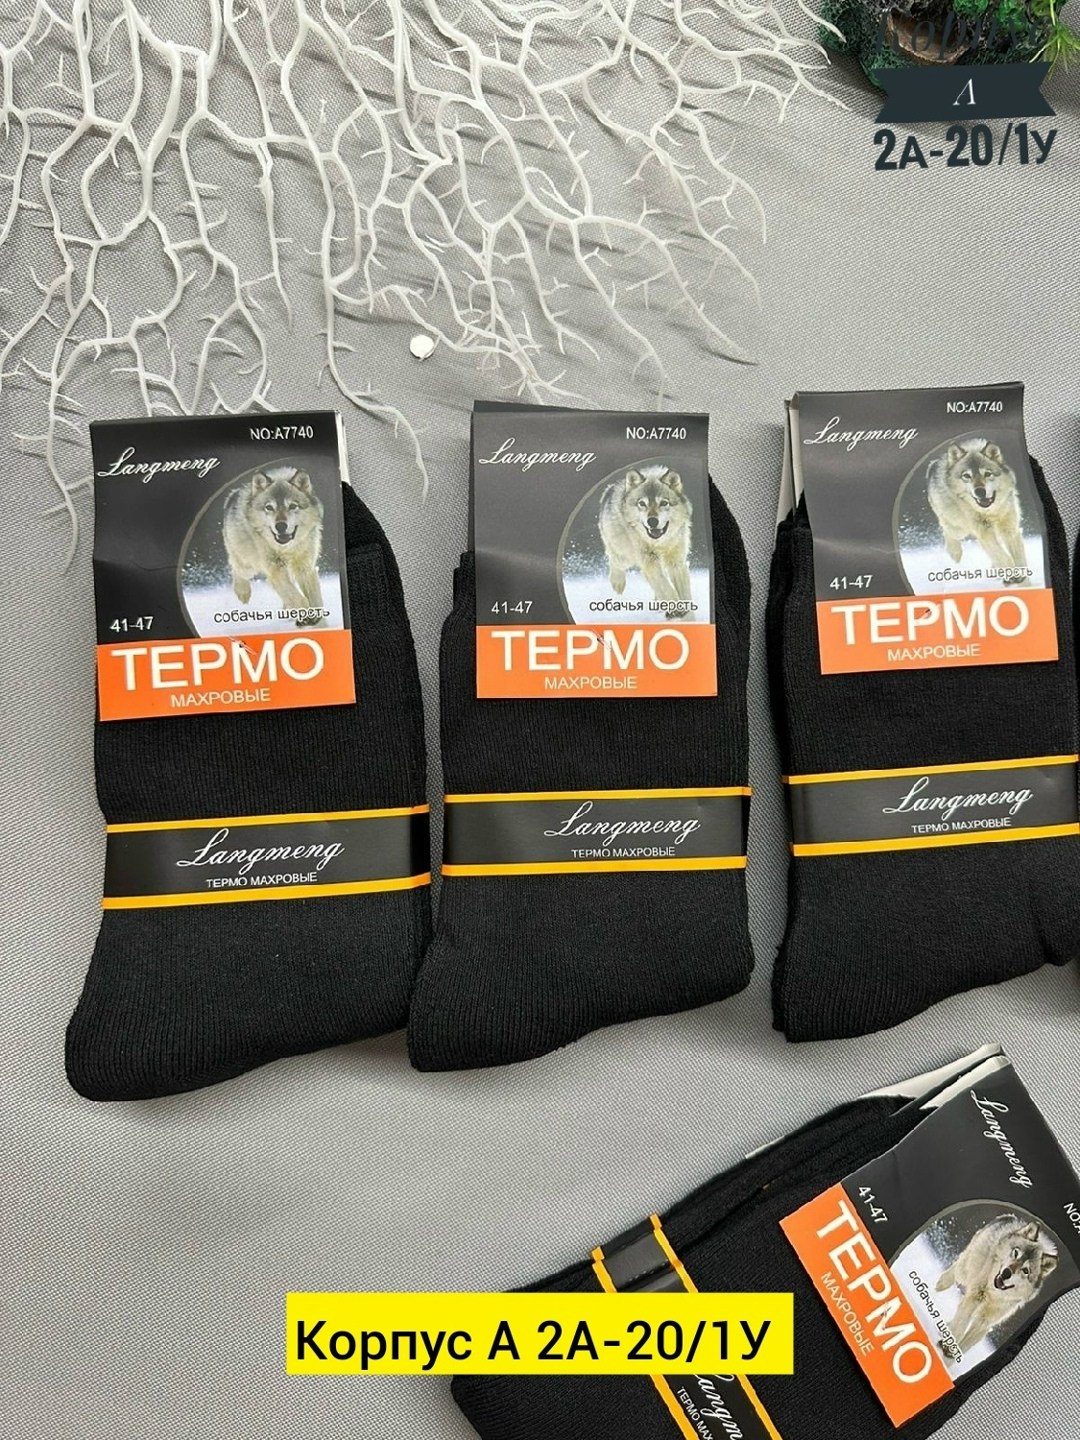 А
2А-20/1У
NO:A7740
Langmeng
41-47
собачья шерсть
ТЕРМО
МАХРОВЫЕ
Langmeng
ТЕРМО МАХРОВЫЕ
NO:A7740
Langmeng
41-47
собачья шерсть
ТЕРМО
МАХРОВЫЕ
Langmeng
ТЕРМО МАХРОВЫЕ
NO:A7740
Langmeng
41-47
собачья шерсть
ТЕРМО
МАХРОВЫЕ
Langmeng
ТЕРМО МАХРОВЫЕ
Langmeng
41-47
собачья шерсть
ТЕРМО
МАХРОВЫЕ
Корпус А 2А-20/1У